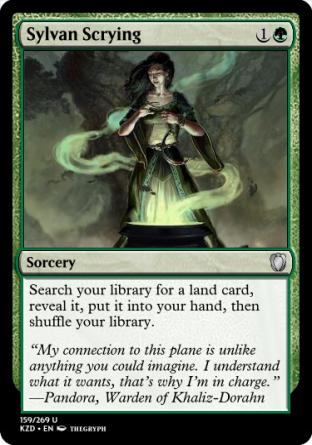 Sylvan Scrying 1
Sorcery
Search your library for a land card,
reveal it, put it into your hand, then
shuffle your library.
“My connection to this plane is unlike
anything you could imagine. I understand
what it wants, that’s why I’m in charge.”
—Pandora, Warden of Khaliz-Dorahn
159/269 U
KZD • EN THEGRYPH